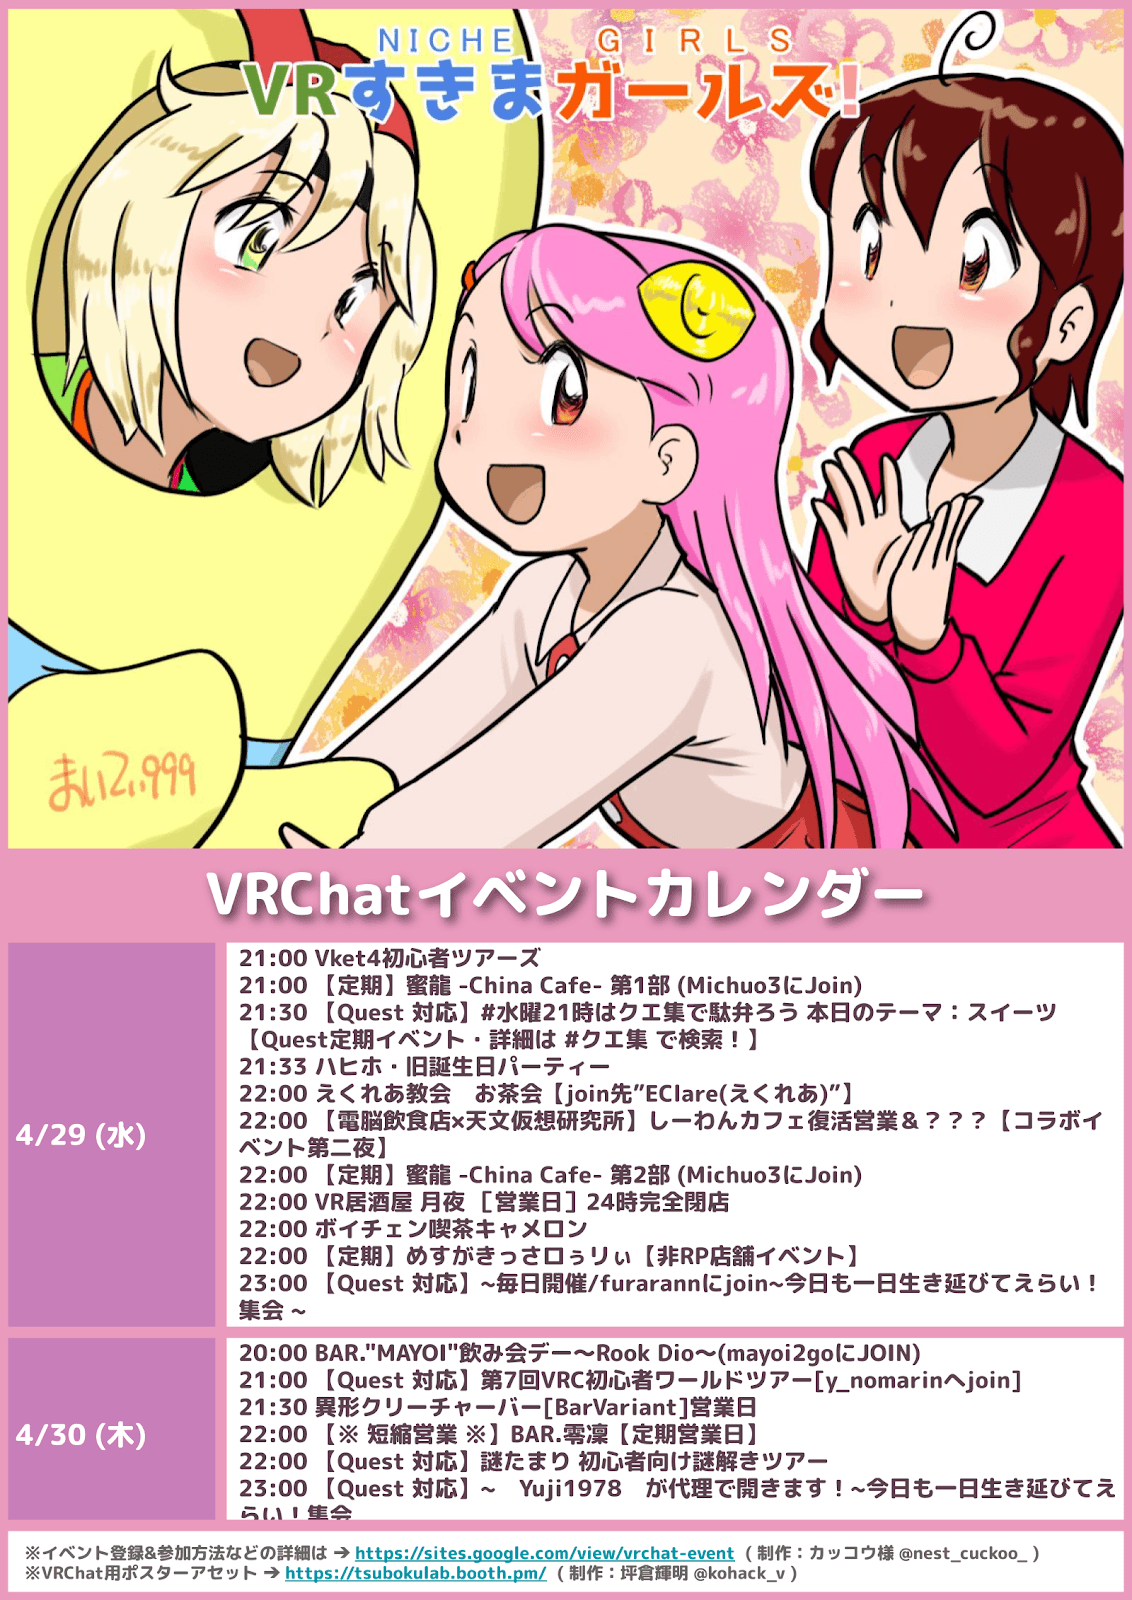 NICHE GIRLS
VRすきまガールズ!
まいてぃ999
VRChatイベントカレンダー
4/29 (水)
21:00 Vket4初心者ツアーズ
21:00 【定期】蜜龍 -China Cafe- 第1部 (Michuo3にJoin)
21:30 【Quest 対応】#水曜21時はクエ集で駄弁ろう 本日のテーマ：スイーツ
【Quest定期イベント・詳細は #クエ集 で検索！】
21:33 ハヒホ・旧誕生日パーティー
22:00 えくれあ教会　お茶会【join先”EClare(えくれあ)”】
22:00 【電脳飲食店×天文仮想研究所】しーわんカフェ復活営業＆？？？【コラボイ
ベント第二夜】
22:00 【定期】蜜龍 -China Cafe- 第2部 (Michuo3にJoin)
22:00 VR居酒屋 月夜 ［営業日］24時完全閉店
22:00 ボイチェン喫茶キャメロン
22:00 【定期】めすがきっさロぅリぃ【非RP店舗イベント】
23:00 【Quest 対応】~毎日開催/furarannにjoin~今日も一日生き延びてえらい！
集会 ~
4/30 (木)
20:00 BAR."MAYOI"飲み会デー～Rook Dio～(mayoi2goにJOIN)
21:00 【Quest 対応】第7回VRC初心者ワールドツアー[y_nomarinへjoin]
21:30 異形クリーチャーバー[BarVariant]営業日
22:00 【※ 短縮営業 ※】BAR.零凜【定期営業日】
22:00 【Quest 対応】謎たまり 初心者向け謎解きツアー
23:00 【Quest 対応】~　Yuji1978　が代理で開きます！~今日も一日生き延びてえ
らい！集会
※イベント登録&参加方法などの詳細は → https://sites.google.com/view/vrchat-event （制作：カッコウ様 @nest_cuckoo_ ）
※VRChat用ポスターアセット → https://tsubokulab.booth.pm/ （制作：坪倉輝明 @kohack_v ）